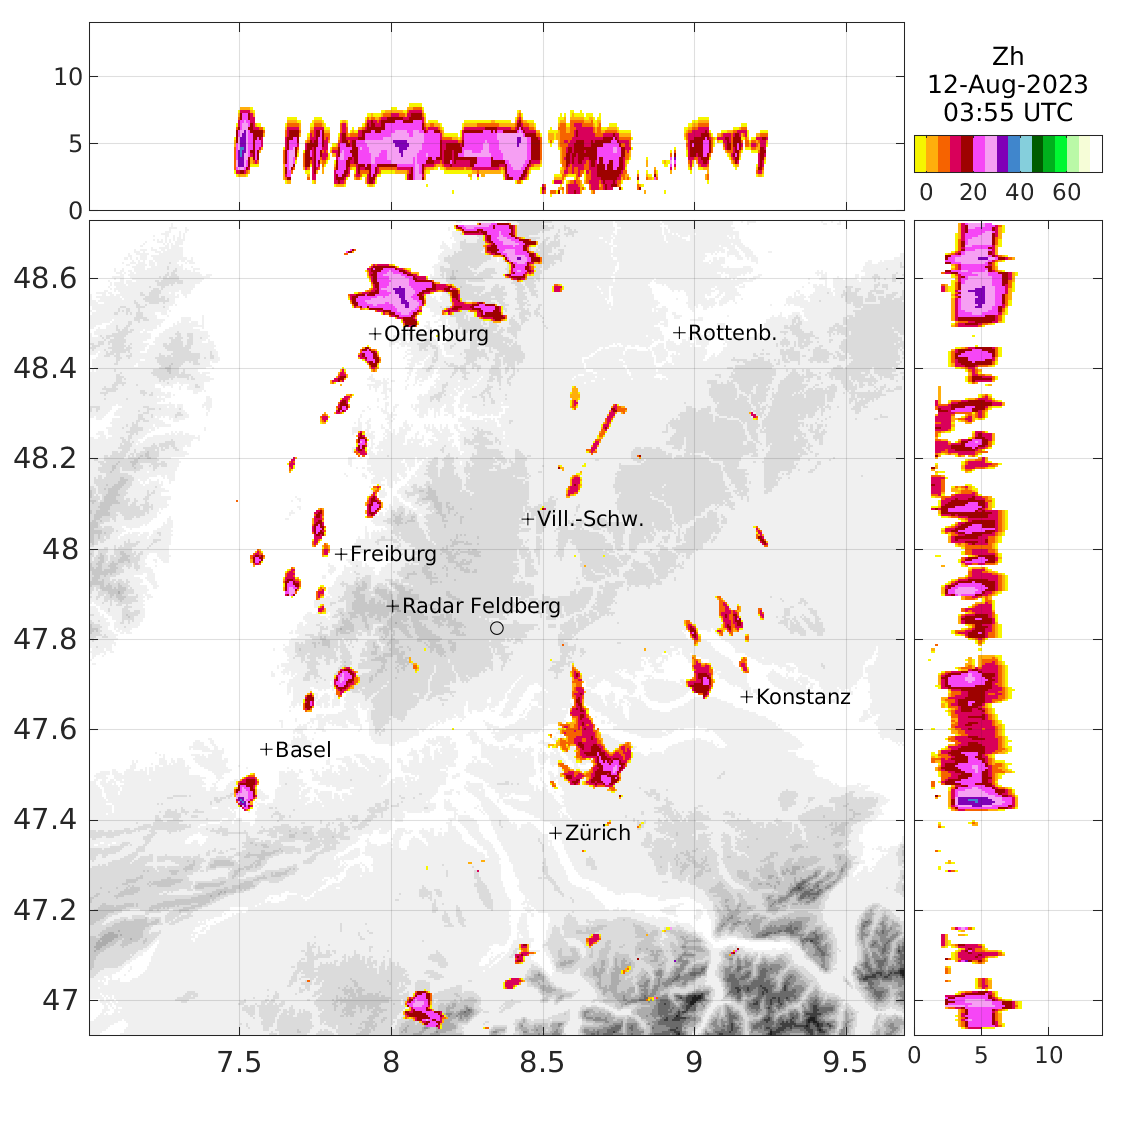 10
5
0
Zh
12-Aug-2023
03:55 UTC
0 20 40 60
48.6
48.4
48.2
48
47.8
47.6
47.4
47.2
47
+Offenburg
+Rottenb.
+Vill.-Schw.
+Freiburg
+Radar Feldberg
+Konstanz
+Basel
+Zürich
7.5 8 8.5 9 9.5
0 5 10